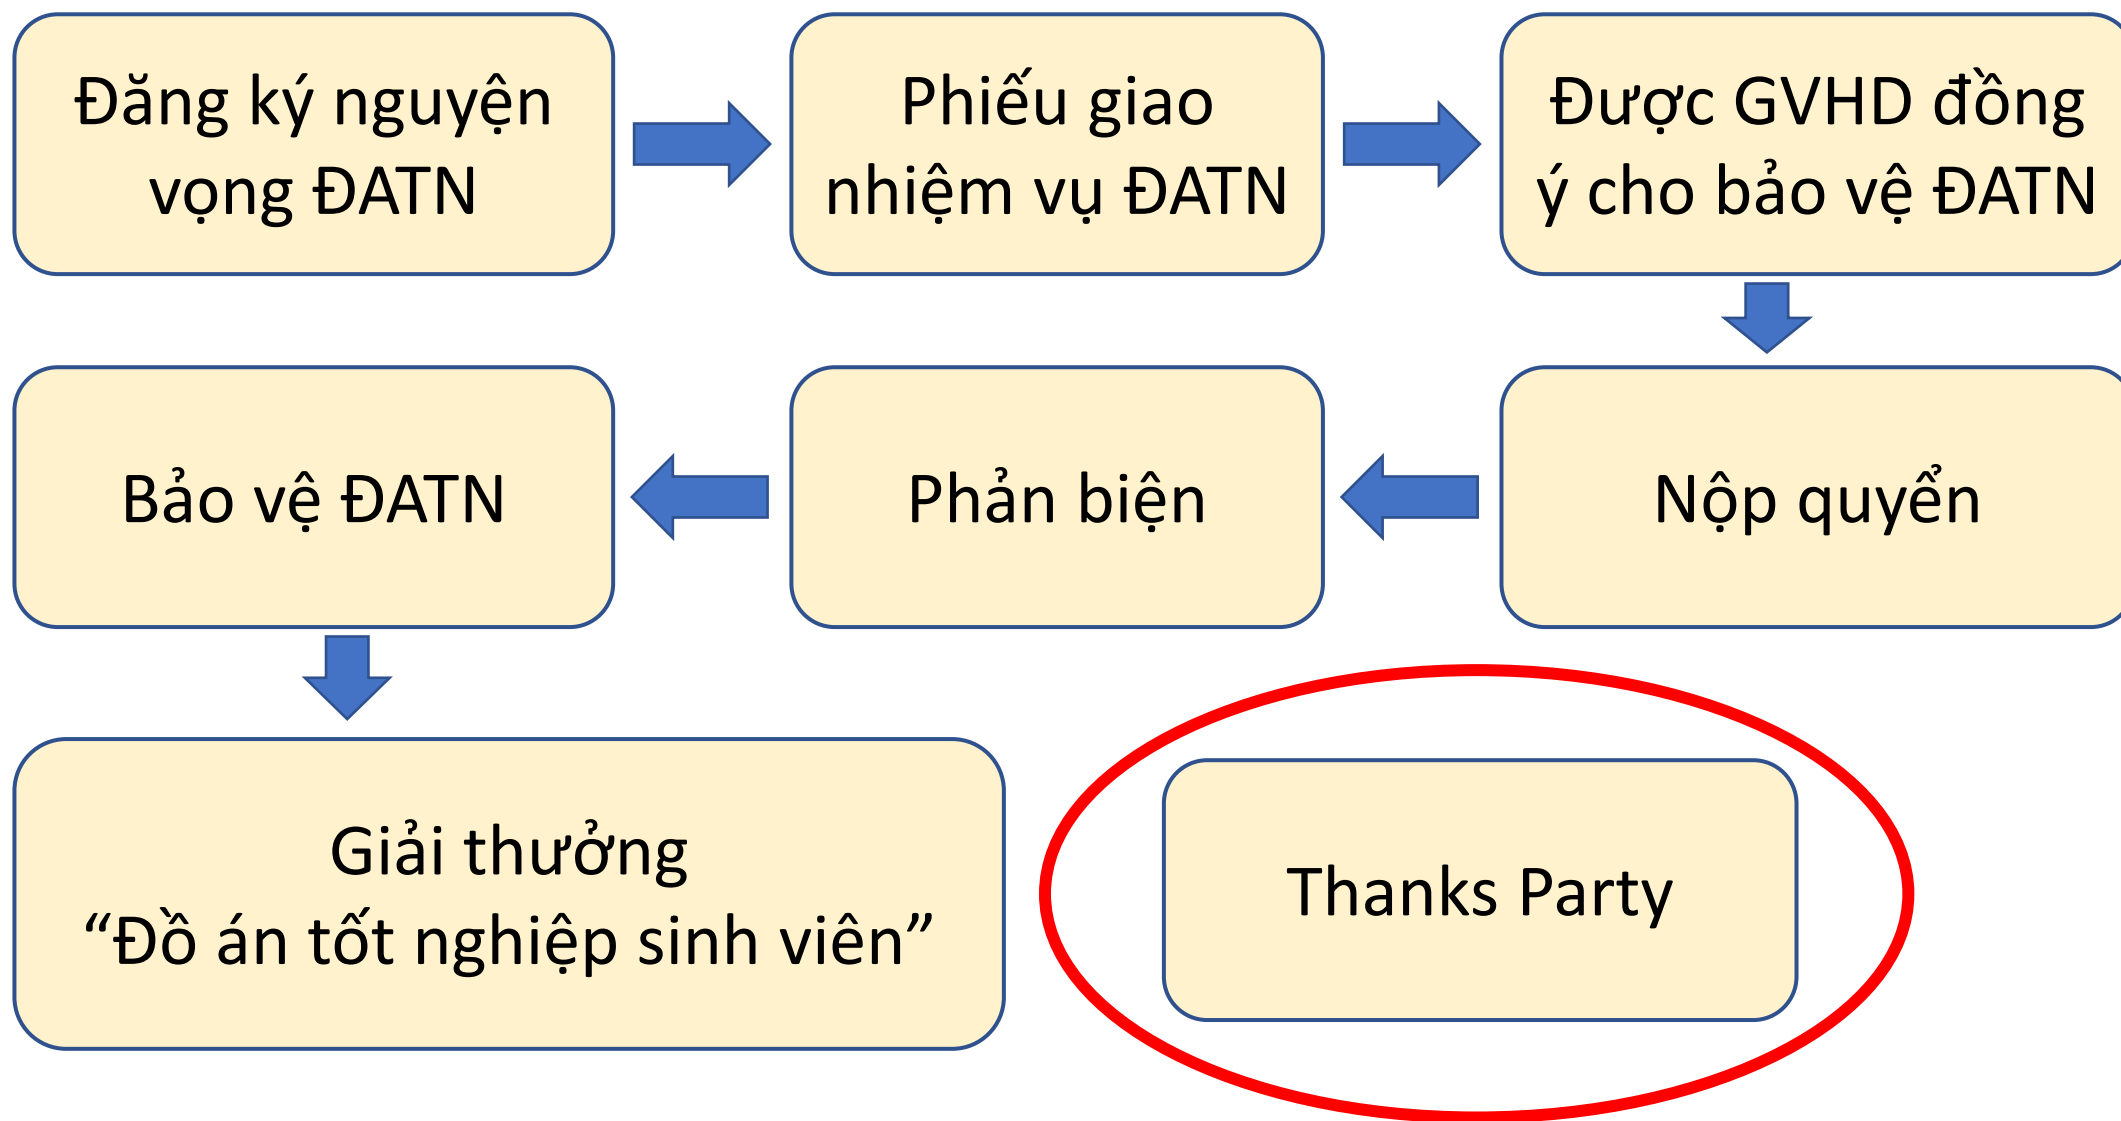 Đăng ký nguyện
vọng ĐATN
Phiếu giao
nhiệm vụ ĐATN
Được GVHD đồng
ý cho bảo vệ ĐATN
Nộp quyển
Phản biện
Bảo vệ ĐATN
Giải thưởng
“Đồ án tốt nghiệp sinh viên”
Thanks Party